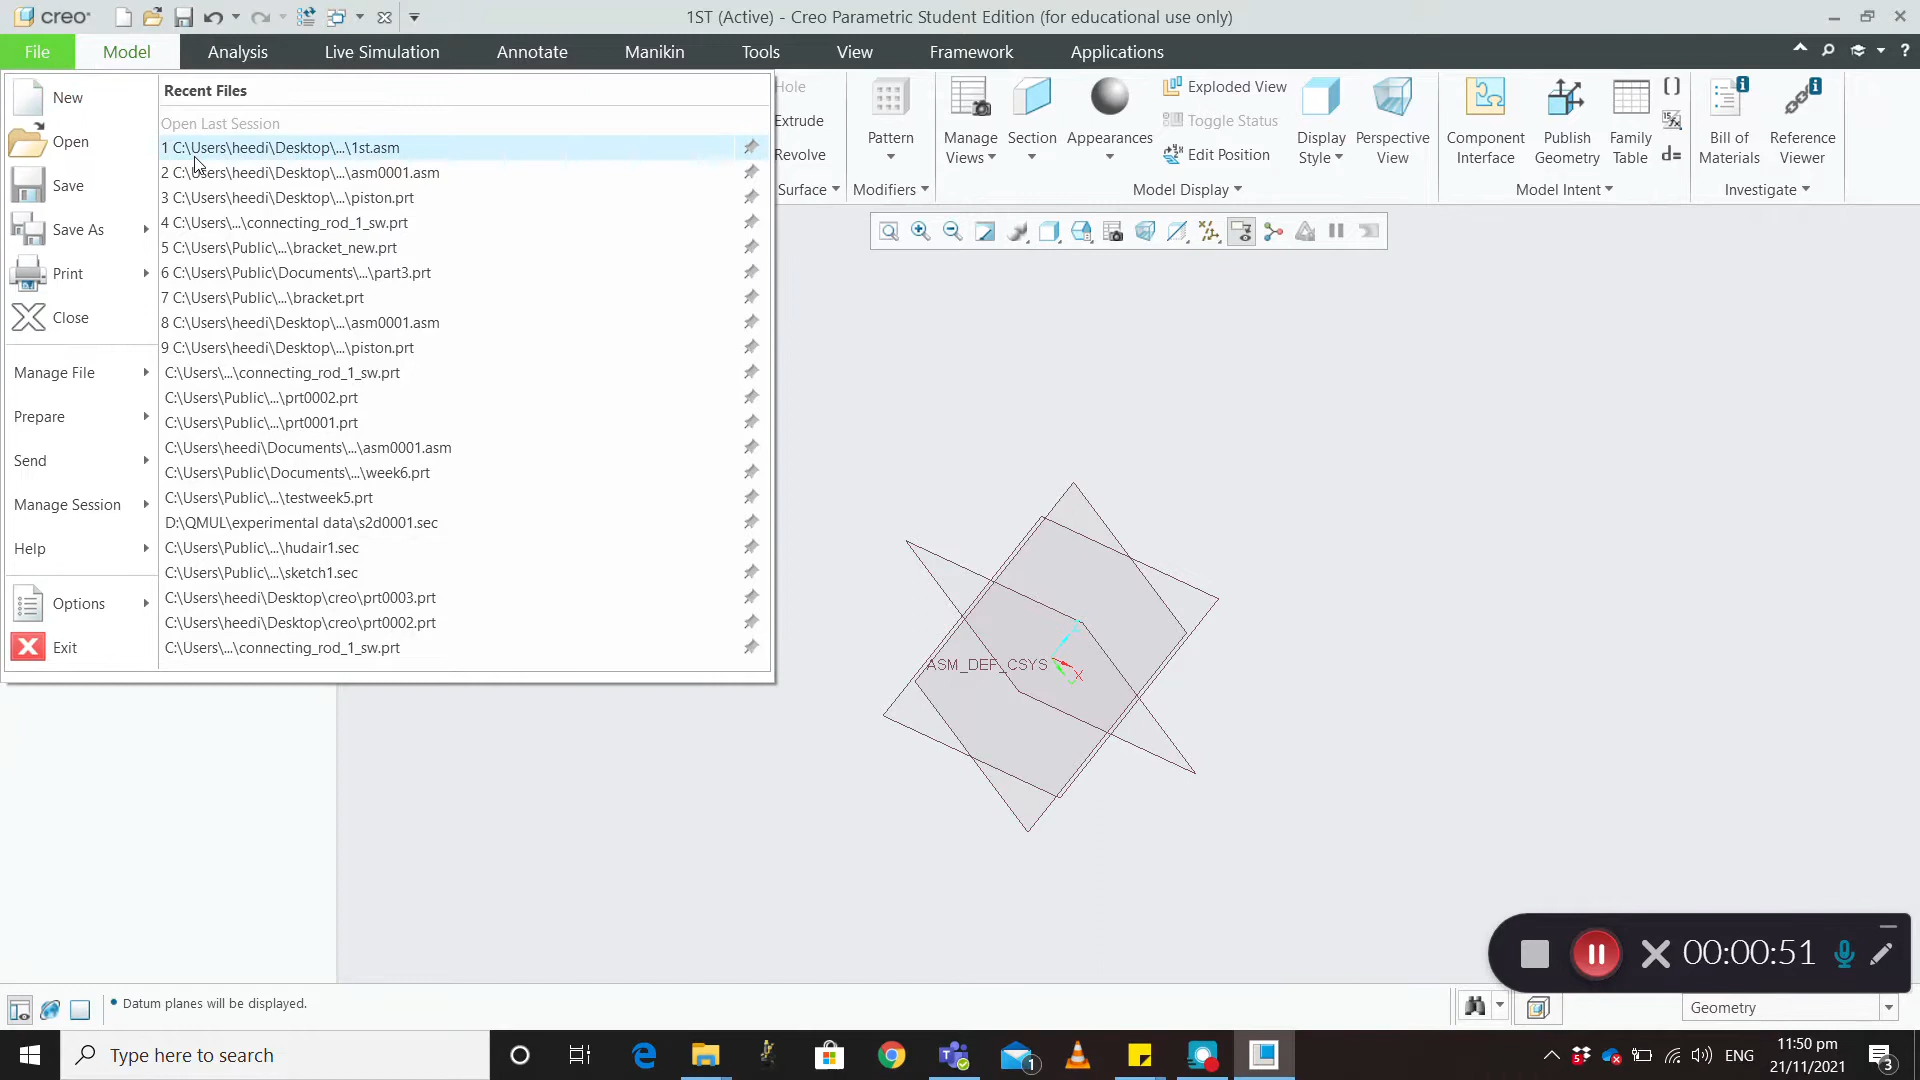 creo
1ST (Active) - Creo Parametric Student Edition (for educational use only)
File
Model
Analysis
Live Simulation
Annotate
Manikin
Tools
View
Framework
Applications
New
Open
Save
Save As
Print
Close
Manage File
Prepare
Send
Manage Session
Help
Options
Exit
Recent Files
Open Last Session
1 C:\Users\heedi\Desktop\...\1st.asm
2 C:\Users\heedi\Desktop\...\asm0001.asm
3 C:\Users\heedi\Desktop\...\piston.prt
4 C:\Users\...\connecting_rod_1_sw.prt
5 C:\Users\Public\...\bracket_new.prt
6 C:\Users\Public\Documents\...\part3.prt
7 C:\Users\Public\...\bracket.prt
8 C:\Users\heedi\Desktop\...\asm0001.asm
9 C:\Users\heedi\Desktop\...\piston.prt
C:\Users\...\connecting_rod_1_sw.prt
C:\Users\Public\...\prt0002.prt
C:\Users\Public\...\prt0001.prt
C:\Users\heedi\Documents\...\asm0001.asm
C:\Users\Public\Documents\...\week6.prt
C:\Users\Public\...\testweek5.prt
D:\QMUL\experimental data\s2d0001.sec
C:\Users\Public\...\hudair1.sec
C:\Users\Public\...\sketch1.sec
C:\Users\heedi\Desktop\creo\prt0003.prt
C:\Users\heedi\Desktop\creo\prt0002.prt
C:\Users\...\connecting_rod_1_sw.prt
Hole
Extrude
Revolve
Surface
Pattern
Modifiers
Manage
Views
Section
Appearances
Exploded View
Toggle Status
Edit Position
Display
Style
Perspective
View
Model Display
Component
Interface
Publish
Geometry
Family
Table
Model Intent
Bill of
Materials
Reference
Viewer
Investigate
ASM_DEF_CSYS
Z
X
00:00:51
Datum planes will be displayed.
Geometry
Type here to search
1
5
ENG
11:50 pm
21/11/2021
3